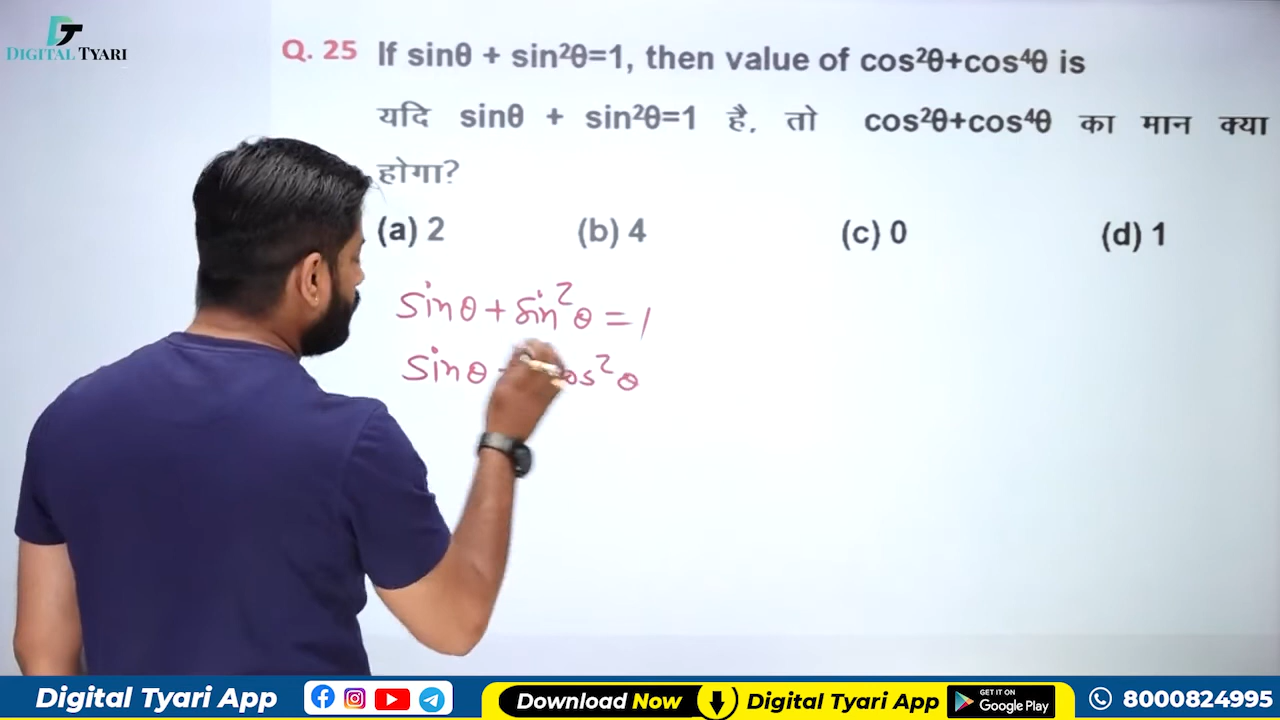 DIGITAL TYARI
Q. 25 If sinθ + sin²θ=1, then value of cos²θ+cos⁴θ is
यदि sinθ + sin²θ=1 है, तो cos²θ+cos⁴θ का मान क्या
होगा?
(a) 2 (b) 4 (c) 0 (d) 1
sinθ + sin²θ = 1
sinθ cos²θ
Digital Tyari App Download Now Digital Tyari App GET IT ON Google Play 8000824995